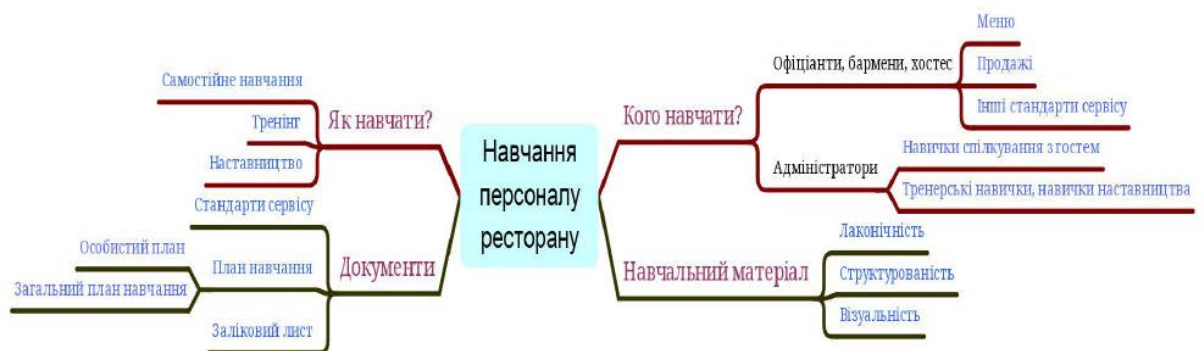 Навчання
персоналу
ресторану
Як навчати?
Самостійне навчання
Тренінг
Наставництво
Документи
Стандарти сервісу
План навчання
Особистий план
Загальний план навчання
Заліковий лист
Кого навчати?
Офіціанти, бармени, хостес
Меню
Продажі
Інші стандарти сервісу
Адміністратори
Навички спілкування з гостем
Тренерські навички, навички наставництва
Навчальний матеріал
Лаконічність
Структурованість
Візуальність